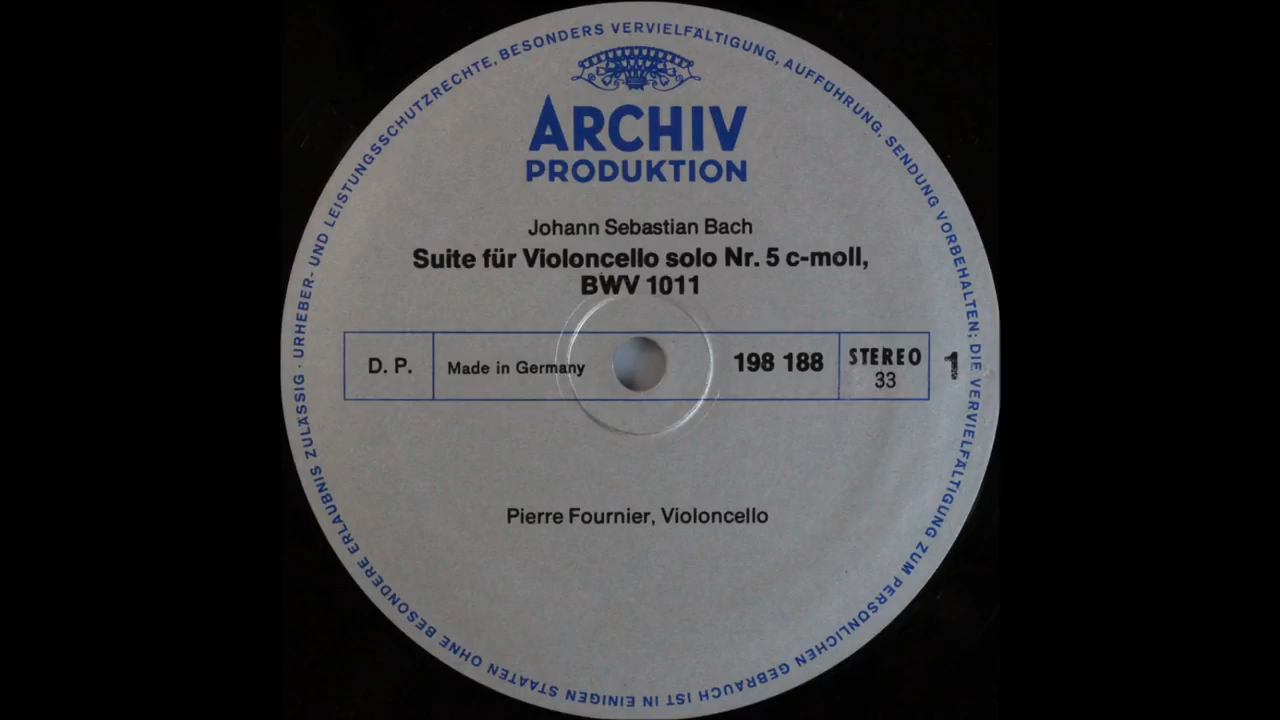 URHEBER- UND LEISTUNGSSCHUTZRECHTE, BESONDERS VERVIELFÄLTIGUNG, AUFFÜHRUNG, SENDUNG VORBEHALTEN; DIE VERVIELFÄLTIGUNG ZUM PERSÖNLICHEN GEBRAUCH IST IN EINIGEN STAATEN OHNE BESONDERE ERLAUBNIS ZULÄSSIG ·
ARCHIV
PRODUKTION
Johann Sebastian Bach
Suite für Violoncello solo Nr. 5 c-moll,
BWV 1011
D. P. Made in Germany 198 188 STEREO
33
1
Pierre Fournier, Violoncello